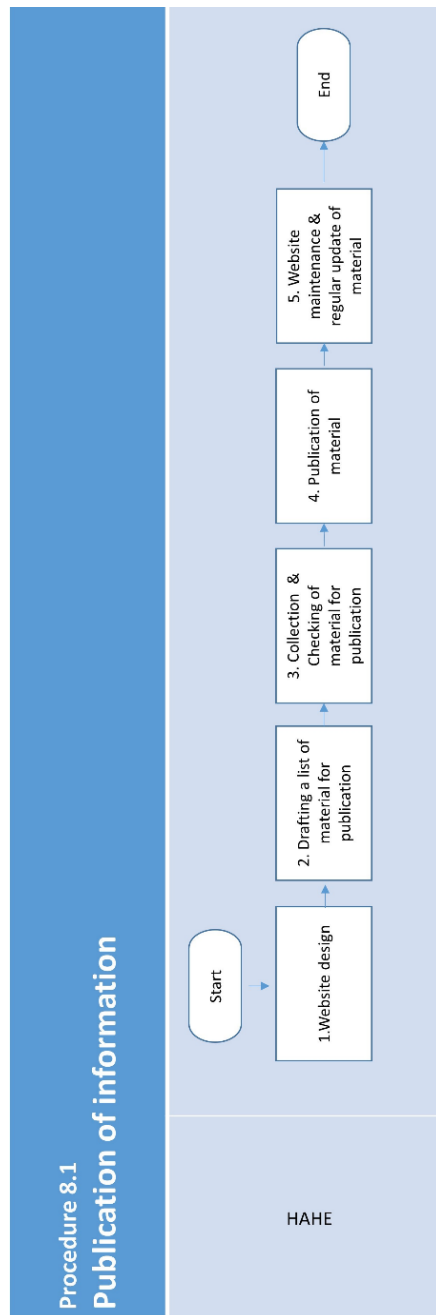 Procedure 8.1
Publication of information
HAHE
Start
1.Website design
2. Drafting a list of
material for
publication
3. Collection & 
Checking of
material for
publication
4. Publication of
material
5. Website
maintenance &
regular update of
material
End